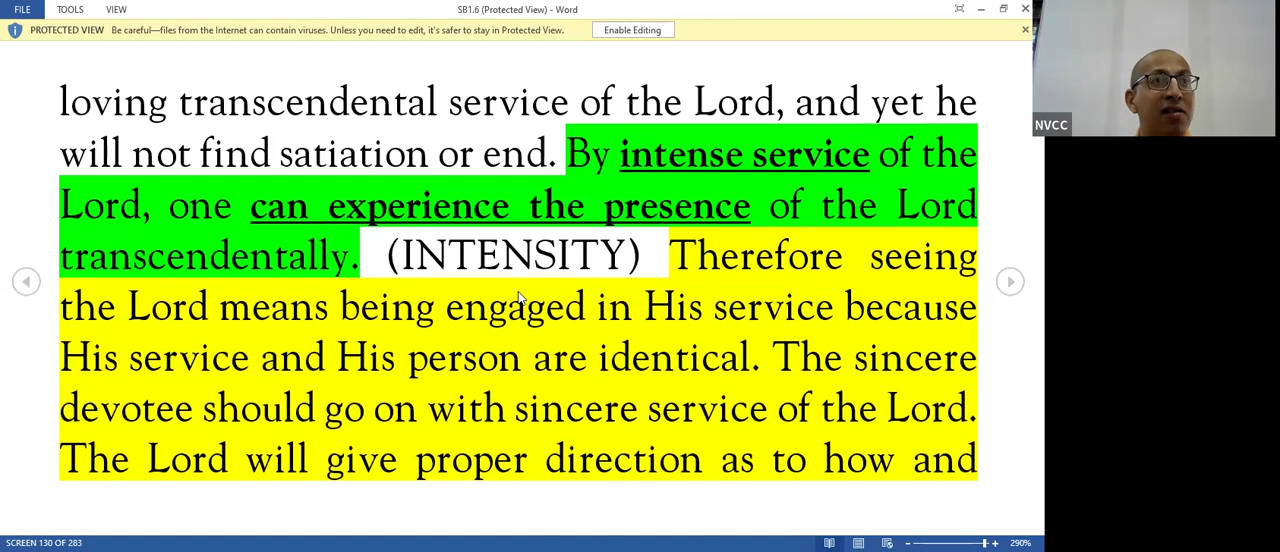 FILE TOOLS VIEW SB1.6 (Protected View) - Word
PROTECTED VIEW Be careful—files from the Internet can contain viruses. Unless you need to edit, it's safer to stay in Protected View. Enable Editing
loving transcendental service of the Lord, and yet he
will not find satiation or end. By intense service of the
Lord, one can experience the presence of the Lord
transcendentally. (INTENSITY) Therefore seeing
the Lord means being engaged in His service because
His service and His person are identical. The sincere
devotee should go on with sincere service of the Lord.
The Lord will give proper direction as to how and
SCREEN 130 OF 283 290%
NVCC